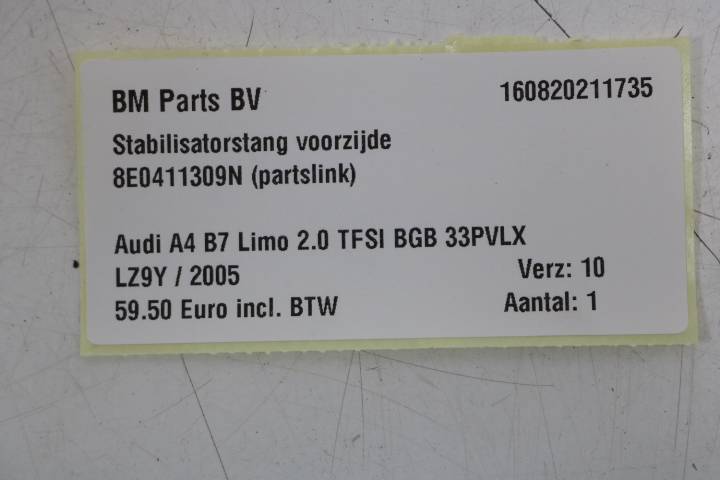 BM Parts BV 160820211735
Stabilisatorstang voorzijde
8E0411309N (partslink)
Audi A4 B7 Limo 2.0 TFSI BGB 33PVLX
LZ9Y / 2005 Verz: 10
59.50 Euro incl. BTW Aantal: 1